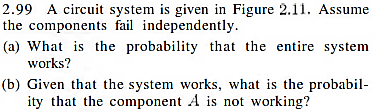 2.99 A circuit system is given in Figure 2.11. Assume
the components fail independently.
(a) What is the probability that the entire system
works?
(b) Given that the system works, what is the probabil-
ity that the component A is not working?